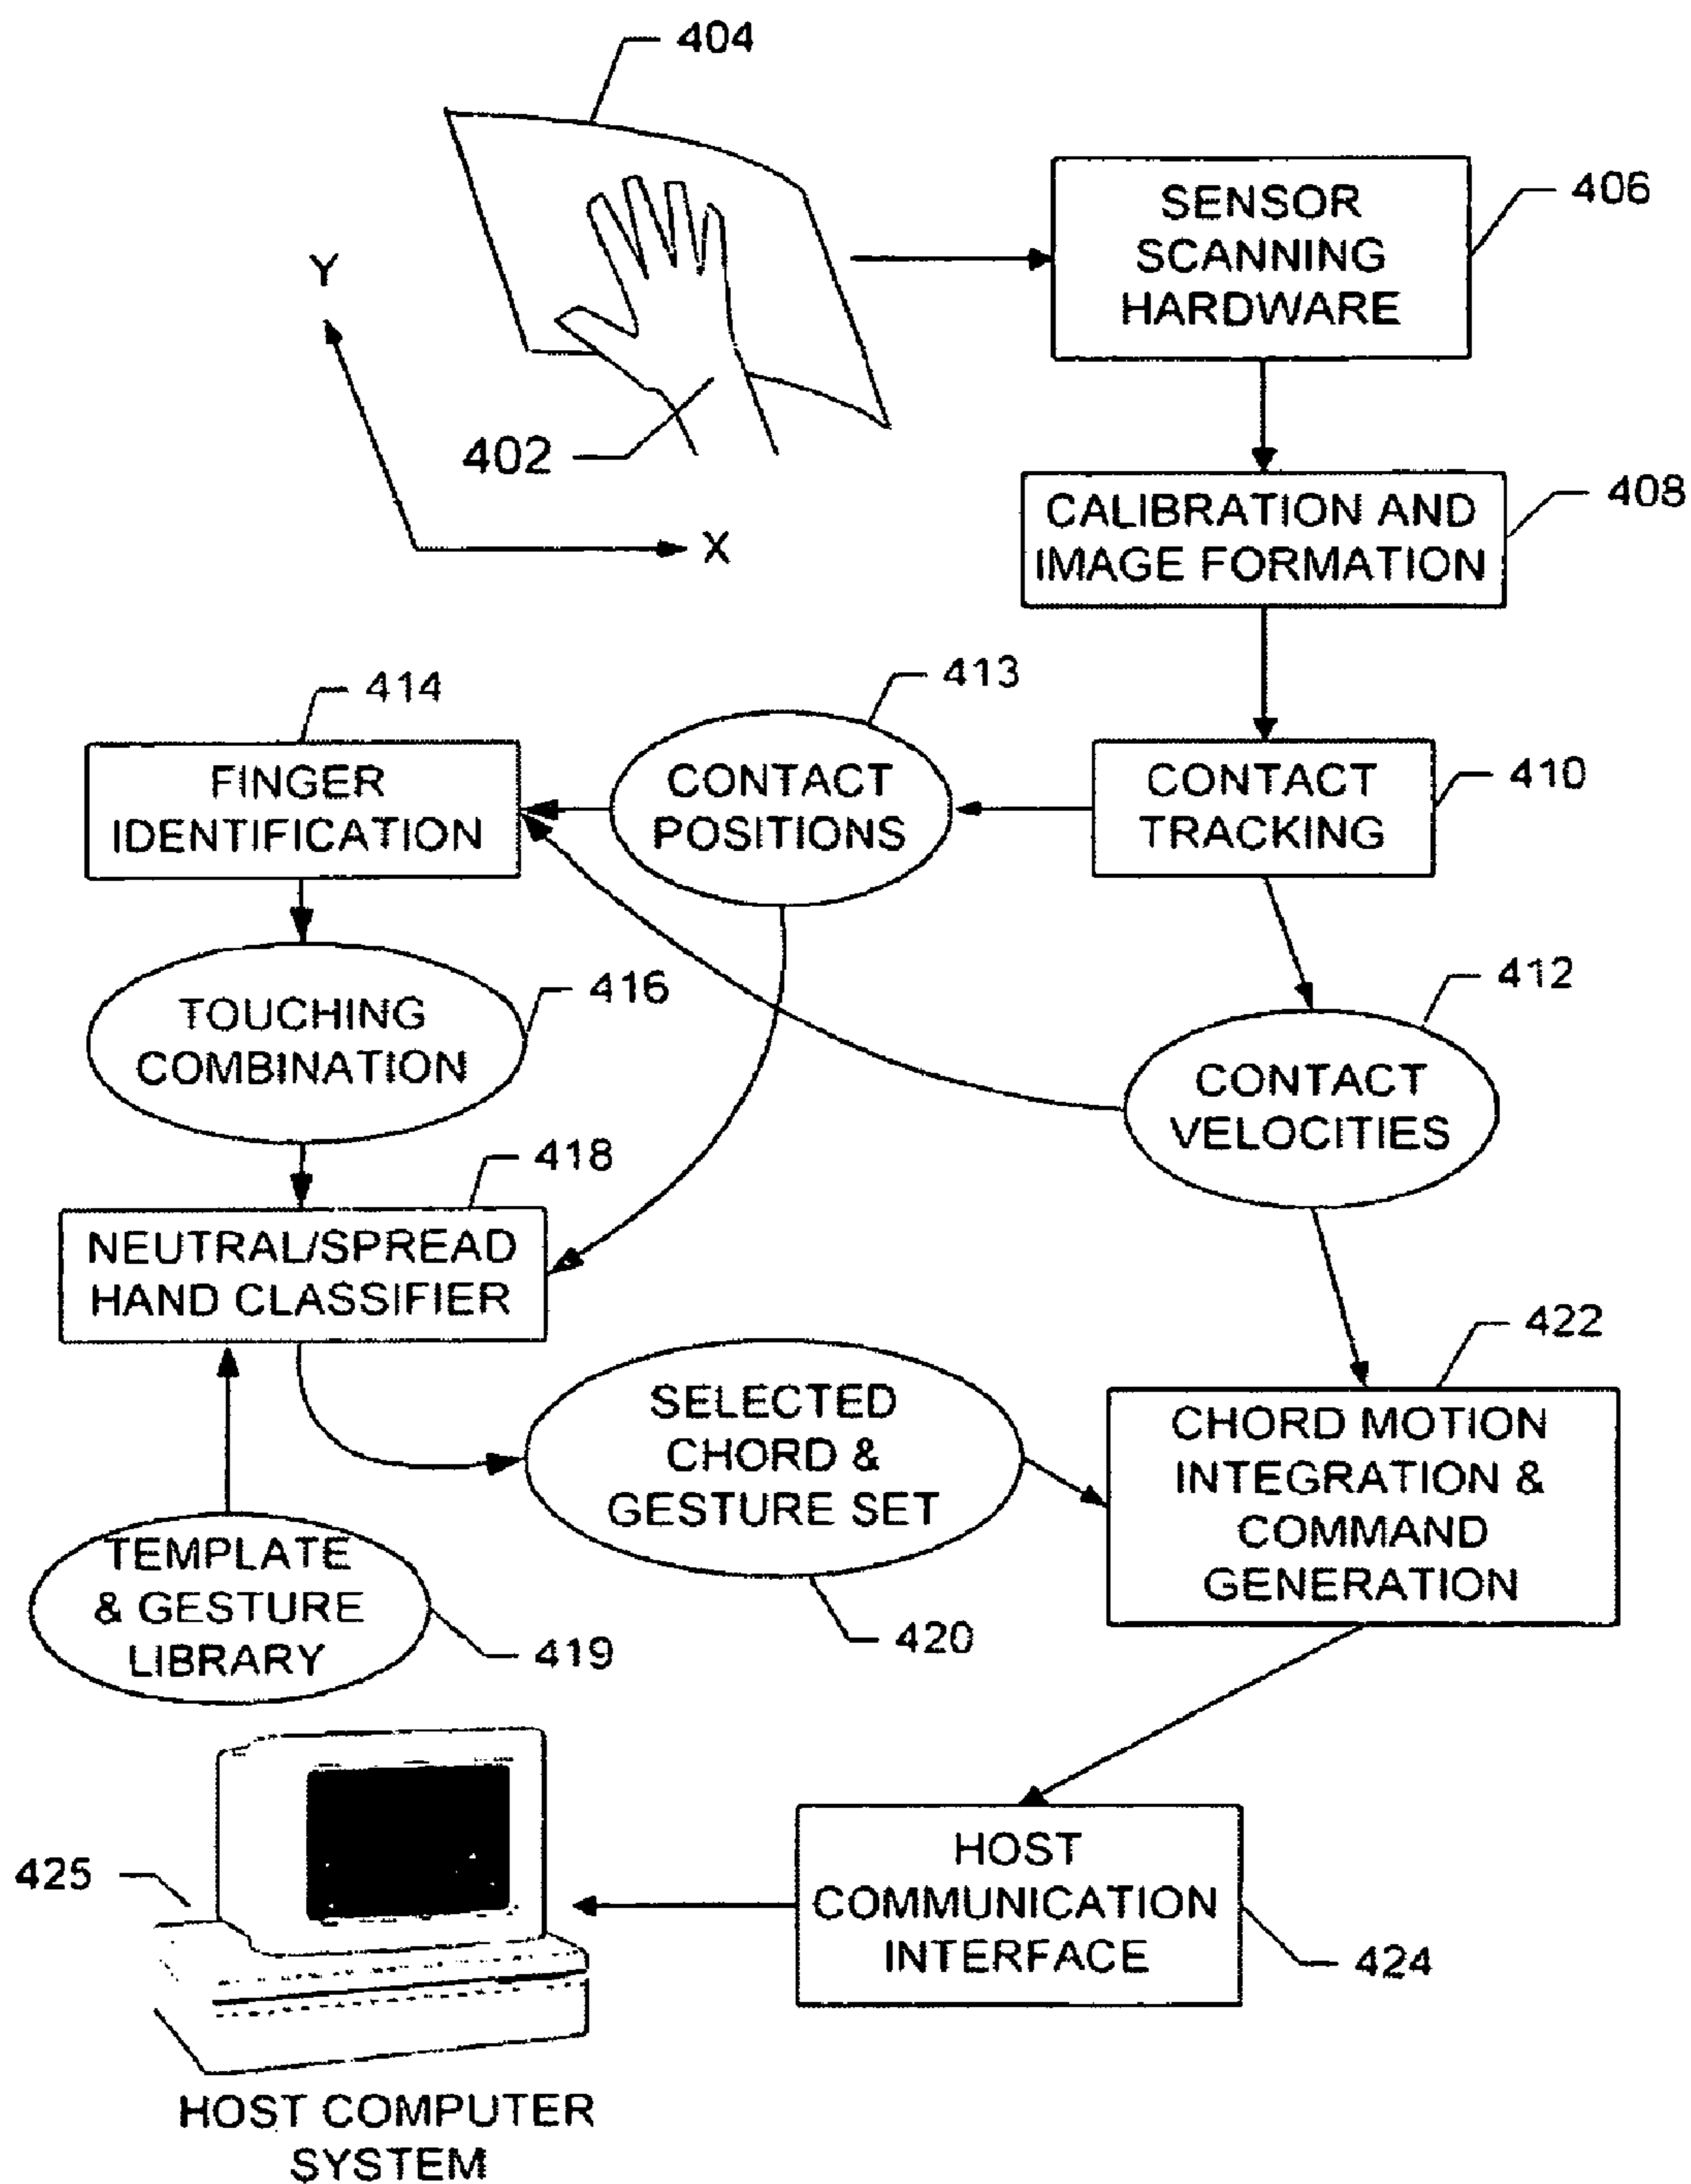 404
SENSOR
SCANNING
HARDWARE
406
Y
402
X
CALIBRATION AND
IMAGE FORMATION
408
414
FINGER
IDENTIFICATION
413
CONTACT
POSITIONS
CONTACT
TRACKING
410
TOUCHING
COMBINATION
416
412
CONTACT
VELOCITIES
418
NEUTRAL/SPREAD
HAND CLASSIFIER
422
SELECTED
CHORD &
GESTURE SET
420
CHORD MOTION
INTEGRATION &
COMMAND
GENERATION
TEMPLATE
& GESTURE
LIBRARY
419
425
HOST
COMMUNICATION
INTERFACE
424
HOST COMPUTER
SYSTEM